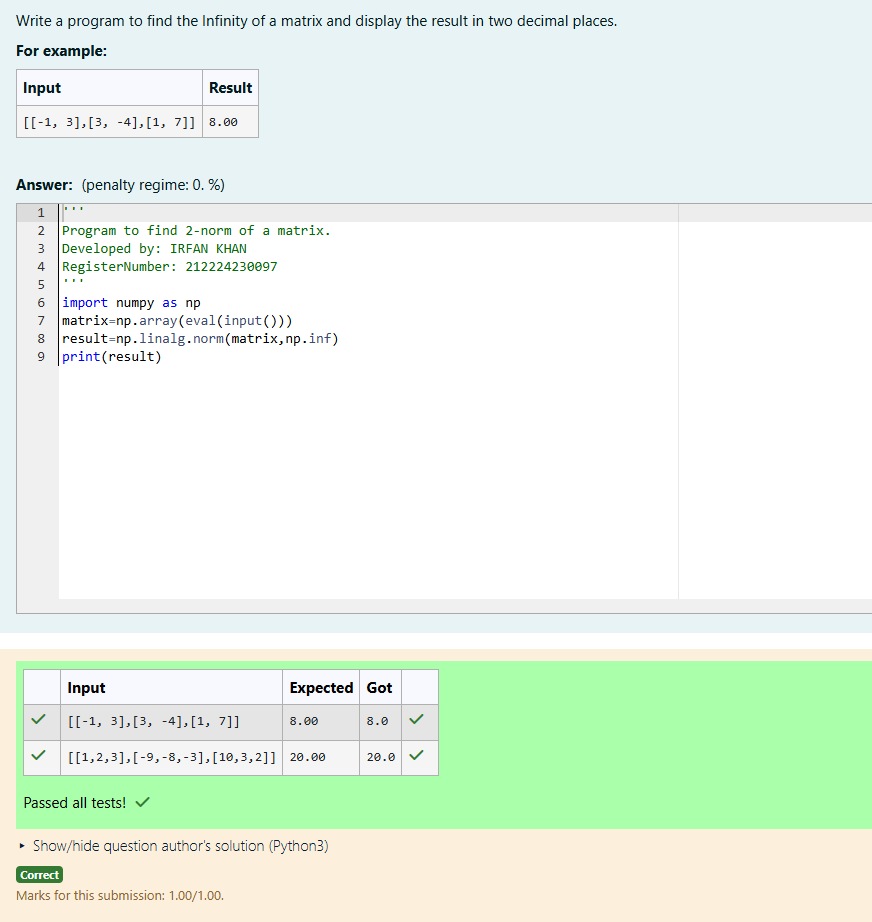 Write a program to find the Infinity of a matrix and display the result in two decimal places.
For example:
Input Result
[[-1, 3],[3, -4],[1, 7]] 8.00
Answer: (penalty regime: 0. %)
1 '''
2 Program to find 2-norm of a matrix.
3 Developed by: IRFAN KHAN
4 RegisterNumber: 212224230097
5 '''
6 import numpy as np
7 matrix=np.array(eval(input()))
8 result=np.linalg.norm(matrix,np.inf)
9 print(result)
Input Expected Got
[[-1, 3],[3, -4],[1, 7]] 8.00 8.0
[[1,2,3],[-9,-8,-3],[10,3,2]] 20.00 20.0
Passed all tests!
Show/hide question author's solution (Python3)
Correct
Marks for this submission: 1.00/1.00.